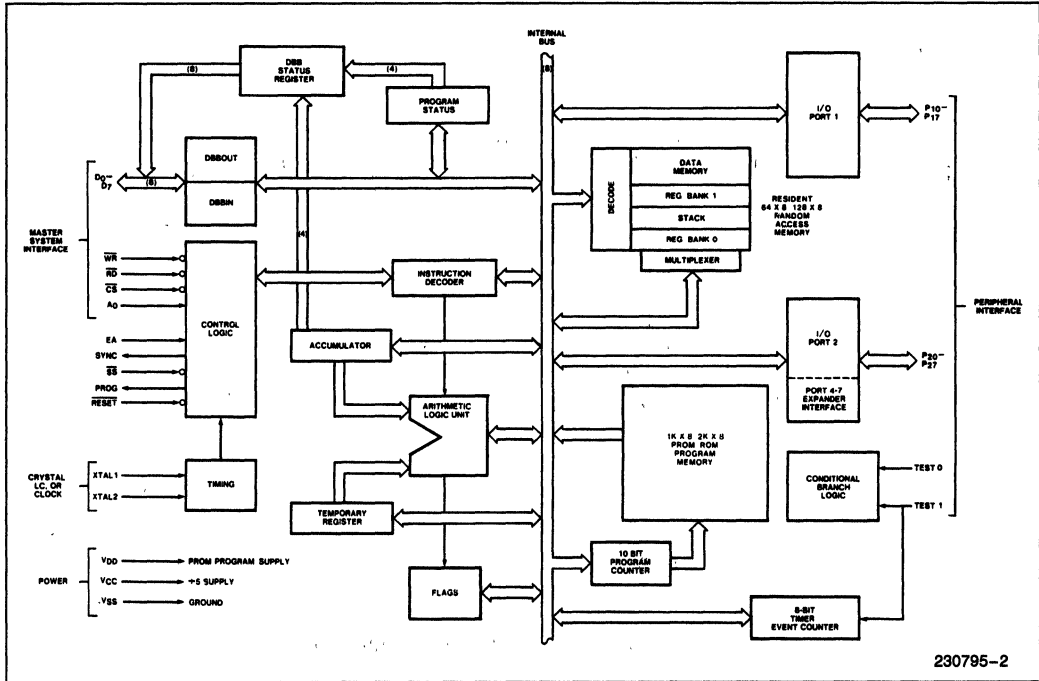 INTERNAL
BUS
(8)
DBB
STATUS
REGISTER
(8)
(4)
PROGRAM
STATUS
I/O
PORT 1
P10–
P17
DBBOUT
DBBIN
D0–
D7
(8)
MASTER
SYSTEM
INTERFACE
WR
RD
CS
A0
(4)
DECODE
DATA
MEMORY
REG BANK 1
STACK
REG BANK 0
MULTIPLEXER
RESIDENT
64 X 8 128 X 8
RANDOM
ACCESS
MEMORY
CONTROL
LOGIC
INSTRUCTION
DECODER
PERIPHERAL
INTERFACE
EA
SYNC
SS
PROG
RESET
ACCUMULATOR
I/O
PORT 2
P20–
P27
PORT 4-7
EXPANDER
INTERFACE
ARITHMETIC
LOGIC UNIT
1K X 8 2K X 8
PROM ROM
PROGRAM
MEMORY
CRYSTAL
LC, OR
CLOCK
XTAL1
XTAL2
TIMING
CONDITIONAL
BRANCH
LOGIC
TEST 0
TEST 1
TEMPORARY
REGISTER
POWER
VDD PROM PROGRAM SUPPLY
VCC +5 SUPPLY
VSS GROUND
FLAGS
10 BIT
PROGRAM
COUNTER
8-BIT
TIMER
EVENT COUNTER
230795–2